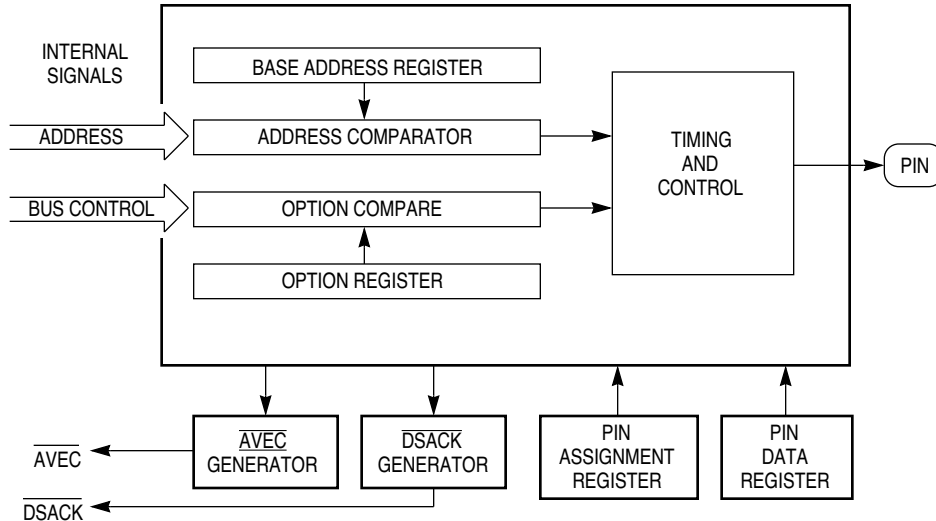 INTERNAL
SIGNALS
BASE ADDRESS REGISTER
ADDRESS
ADDRESS COMPARATOR
TIMING
AND
CONTROL
PIN
BUS CONTROL
OPTION COMPARE
OPTION REGISTER
AVEC
GENERATOR
DSACK
GENERATOR
PIN
ASSIGNMENT
REGISTER
PIN
DATA
REGISTER
AVEC
DSACK